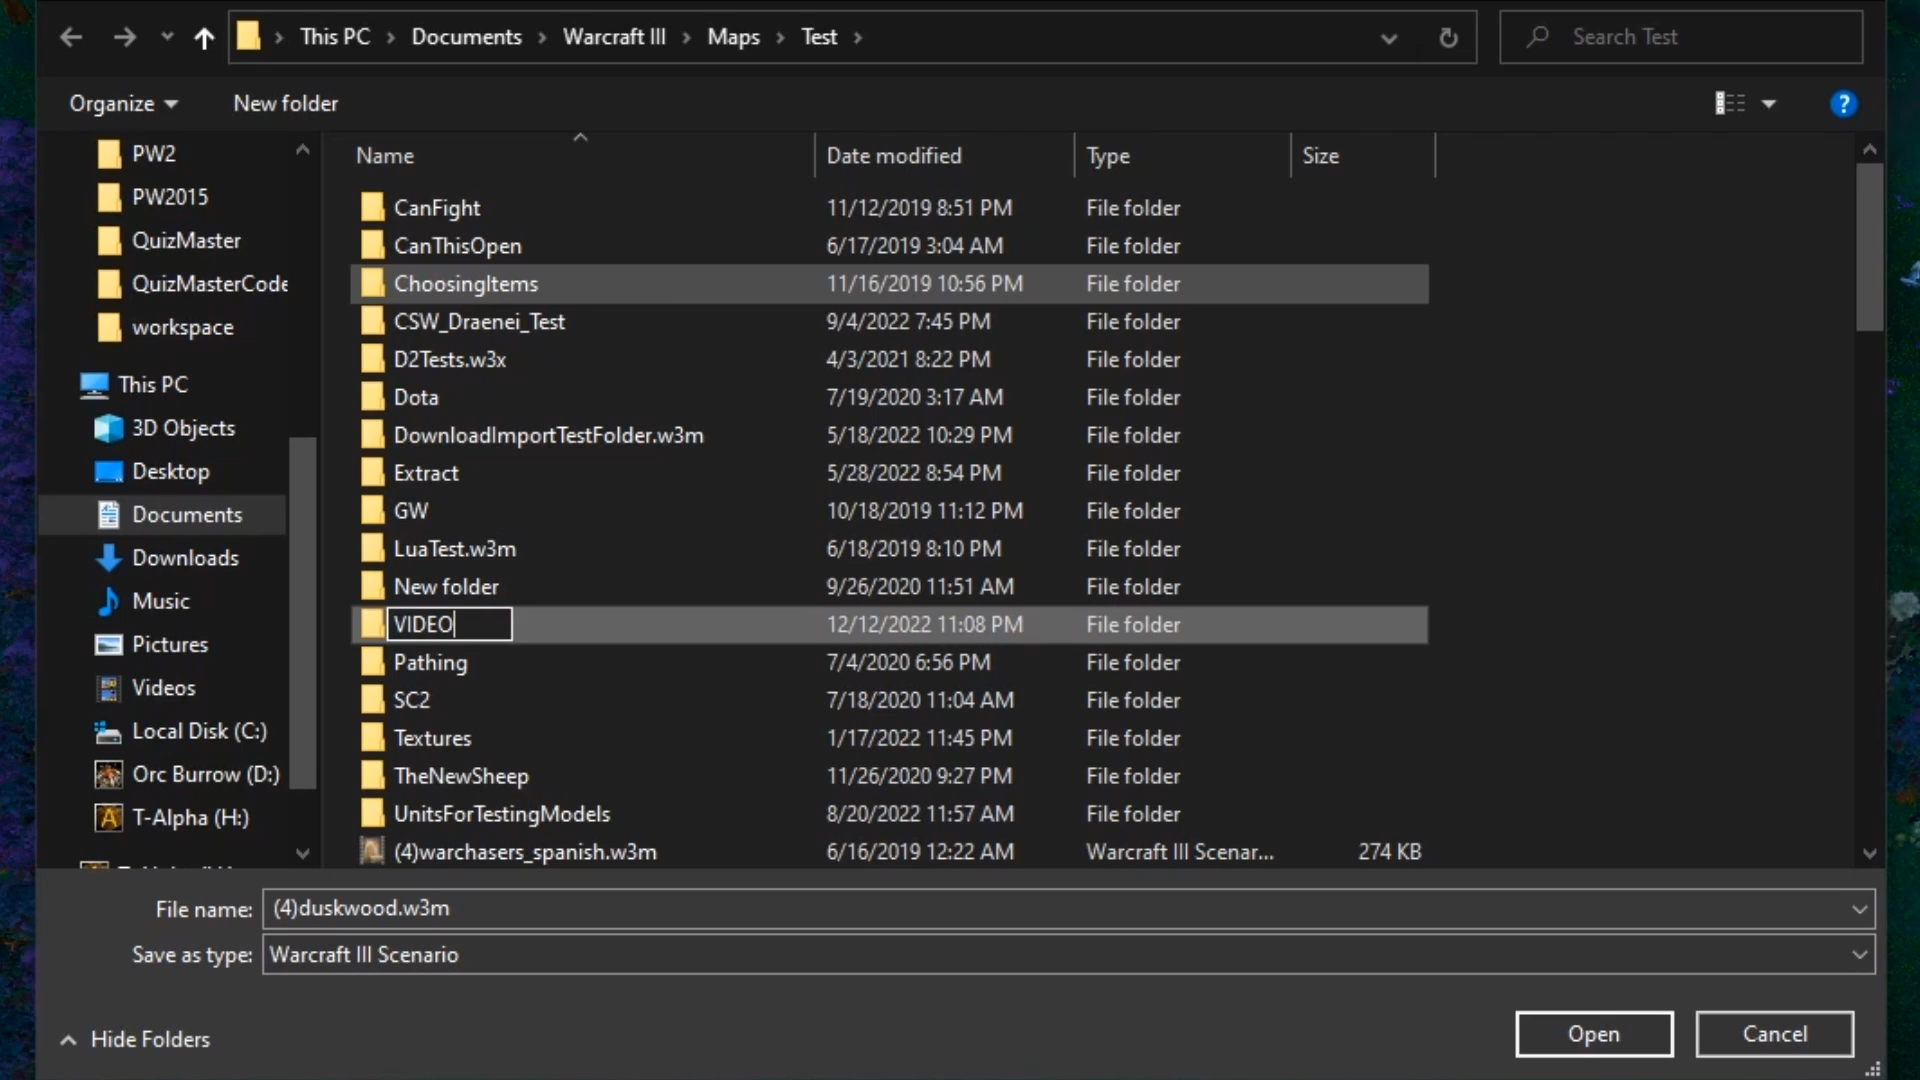 This PC > Documents > Warcraft III > Maps > Test >
Search Test
Organize
New folder
PW2
PW2015
QuizMaster
QuizMasterCode
workspace
This PC
3D Objects
Desktop
Documents
Downloads
Music
Pictures
Videos
Local Disk (C:)
Orc Burrow (D:)
T-Alpha (H:)
Name Date modified Type Size
CanFight 11/12/2019 8:51 PM File folder
CanThisOpen 6/17/2019 3:04 AM File folder
ChoosingItems 11/16/2019 10:56 PM File folder
CSW_Draenei_Test 9/4/2022 7:45 PM File folder
D2Tests.w3x 4/3/2021 8:22 PM File folder
Dota 7/19/2020 3:17 AM File folder
DownloadImportTestFolder.w3m 5/18/2022 10:29 PM File folder
Extract 5/28/2022 8:54 PM File folder
GW 10/18/2019 11:12 PM File folder
LuaTest.w3m 6/18/2019 8:10 PM File folder
New folder 9/26/2020 11:51 AM File folder
VIDEO 12/12/2022 11:08 PM File folder
Pathing 7/4/2020 6:56 PM File folder
SC2 7/18/2020 11:04 AM File folder
Textures 1/17/2022 11:45 PM File folder
TheNewSheep 11/26/2020 9:27 PM File folder
UnitsForTestingModels 8/20/2022 11:57 AM File folder
(4)warchasers_spanish.w3m 6/16/2019 12:22 AM Warcraft III Scenar... 274 KB
File name: (4)duskwood.w3m
Save as type: Warcraft III Scenario
Hide Folders
Open
Cancel